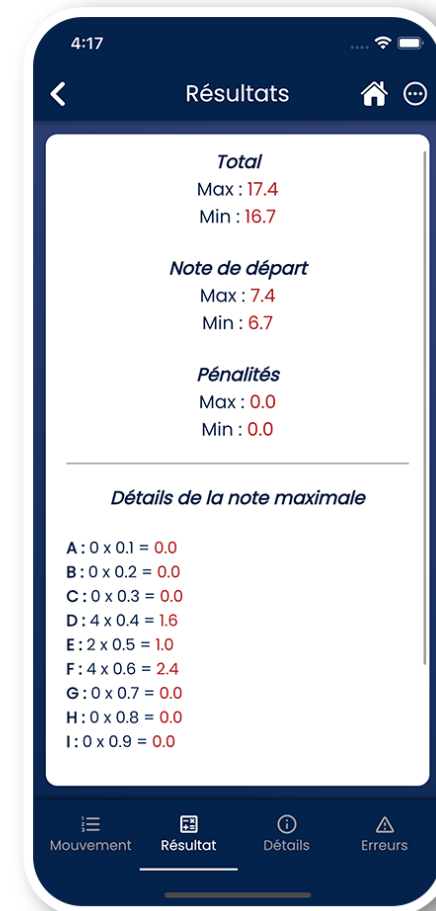 4:17
Résultats
Total
Max : 17.4
Min : 16.7
Note de départ
Max : 7.4
Min : 6.7
Pénalités
Max : 0.0
Min : 0.0
Détails de la note maximale
A : 0 x 0.1 = 0.0
B : 0 x 0.2 = 0.0
C : 0 x 0.3 = 0.0
D : 4 x 0.4 = 1.6
E : 2 x 0.5 = 1.0
F : 4 x 0.6 = 2.4
G : 0 x 0.7 = 0.0
H : 0 x 0.8 = 0.0
I : 0 x 0.9 = 0.0
Mouvement Résultat Détails Erreurs